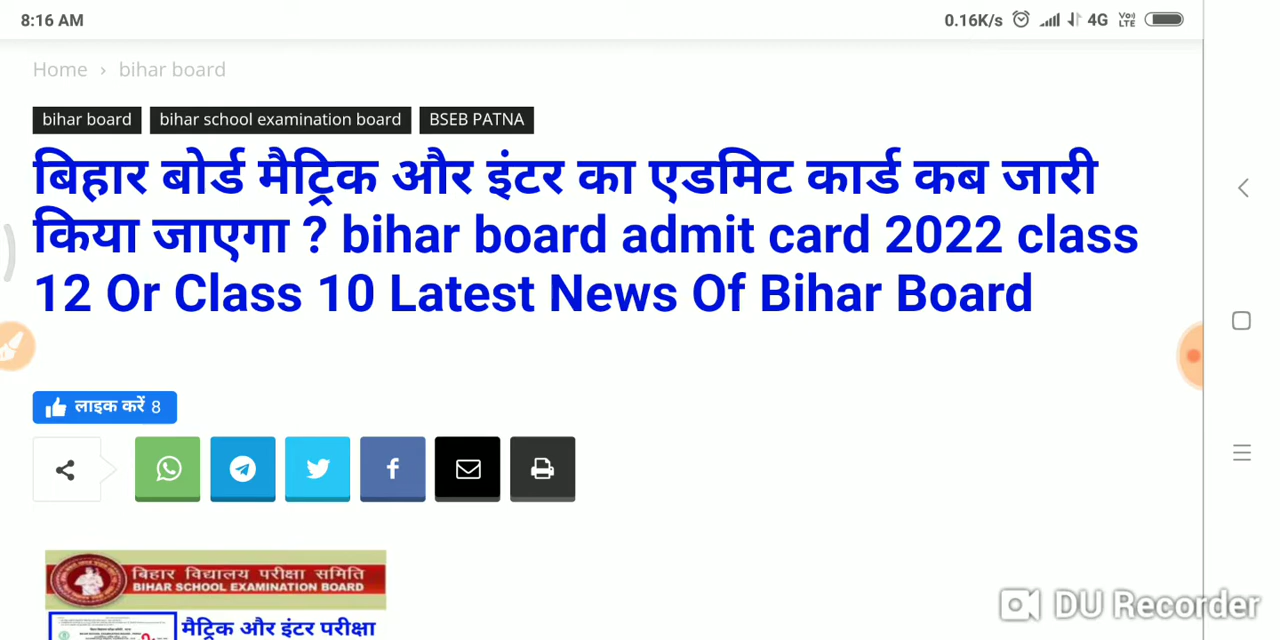 8:16 AM
0.16K/s 4G Vo) LTE
Home › bihar board
bihar board bihar school examination board BSEB PATNA
बिहार बोर्ड मैट्रिक और इंटर का एडमिट कार्ड कब जारी
किया जाएगा ? bihar board admit card 2022 class
12 Or Class 10 Latest News Of Bihar Board
लाइक करें 8
बिहार विद्यालय परीक्षा समिति
BIHAR SCHOOL EXAMINATION BOARD
मैट्रिक और इंटर परीक्षा
DU Recorder